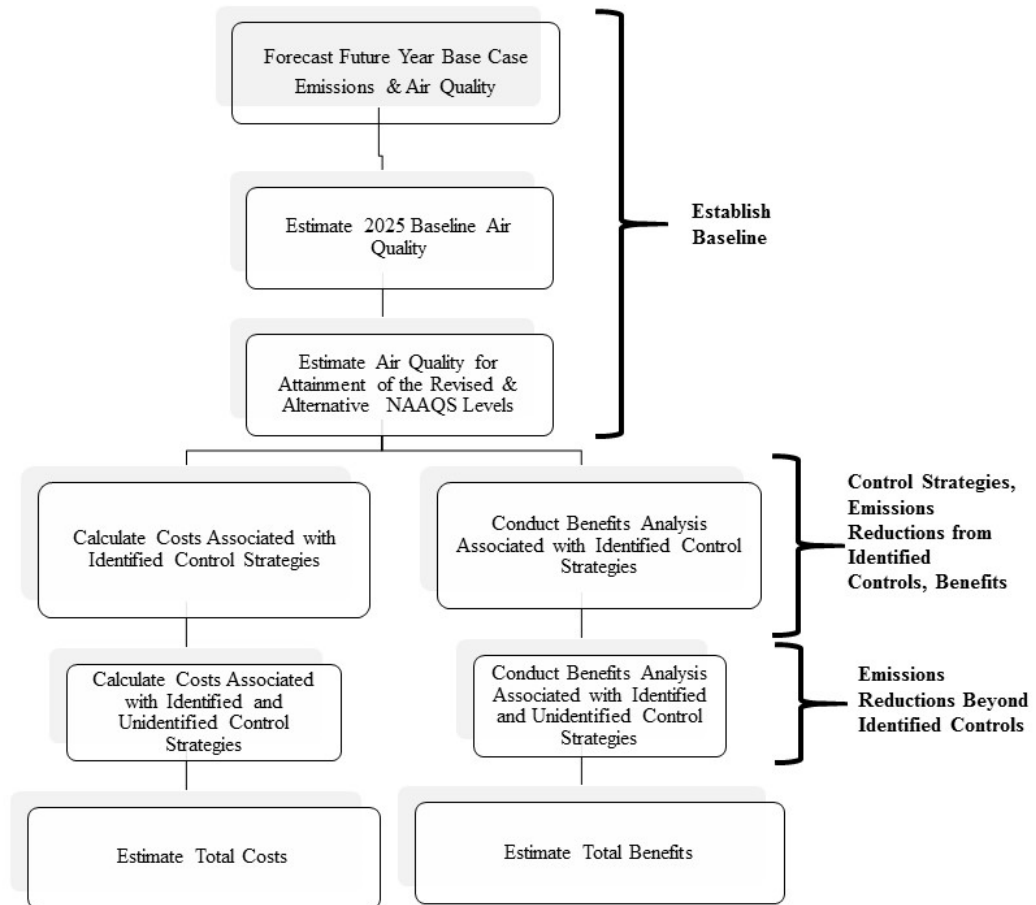 Forecast Future Year Base Case
Emissions & Air Quality
Estimate 2025 Baseline Air
Quality
Establish
Baseline
Estimate Air Quality for
Attainment of the Revised &
Alternative NAAQS Levels
Calculate Costs Associated with
Identified Control Strategies
Conduct Benefits Analysis
Associated with Identified Control
Strategies
Control Strategies,
Emissions
Reductions from
Identified
Controls, Benefits
Calculate Costs Associated
with Identified and
Unidentified Control
Strategies
Conduct Benefits Analysis
Associated with Identified
and Unidentified Control
Strategies
Emissions
Reductions Beyond
Identified Controls
Estimate Total Costs
Estimate Total Benefits